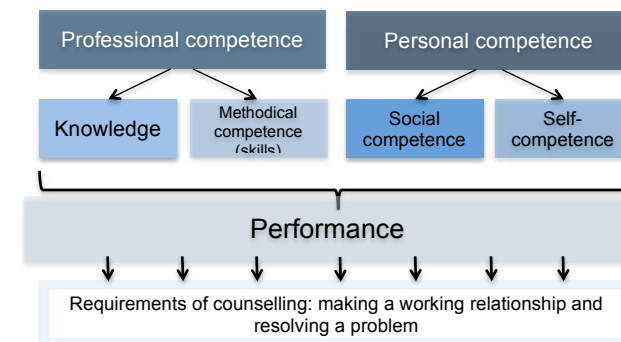 Professional competence
Personal competence
Knowledge
Methodical
competence
(skills)
Social
competence
Self-
competence
Performance
Requirements of counselling: making a working relationship and
resolving a problem